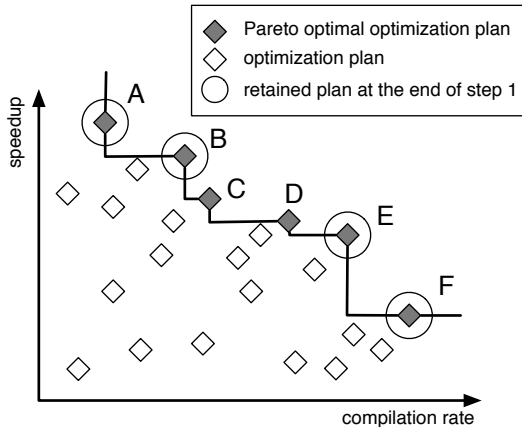 Pareto optimal optimization plan
optimization plan
retained plan at the end of step 1
A
B
C
D
E
F
speedup
compilation rate